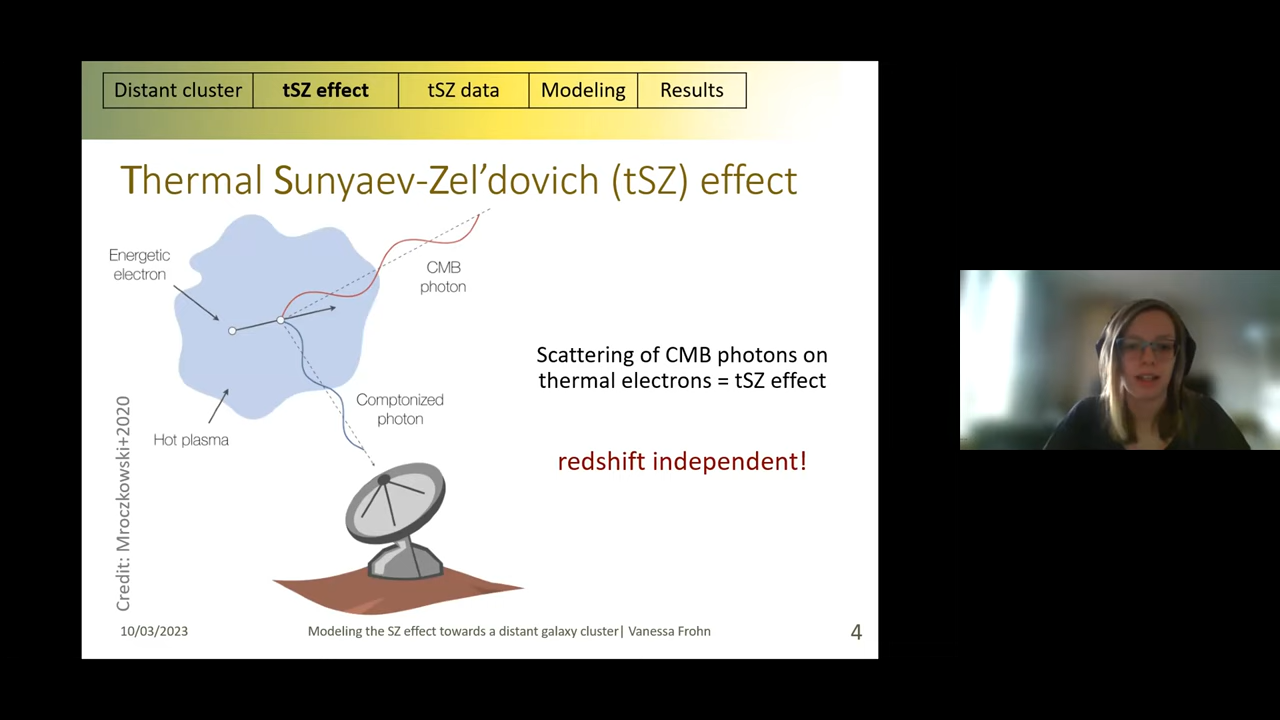 Distant cluster
tSZ effect
tSZ data
Modeling
Results
Thermal Sunyaev-Zel’dovich (tSZ) effect
Energetic
electron
CMB
photon
Scattering of CMB photons on
thermal electrons = tSZ effect
Comptonized
photon
Hot plasma
redshift independent!
Credit: Mroczkowski+2020
10/03/2023
Modeling the SZ effect towards a distant galaxy cluster| Vanessa Frohn
4